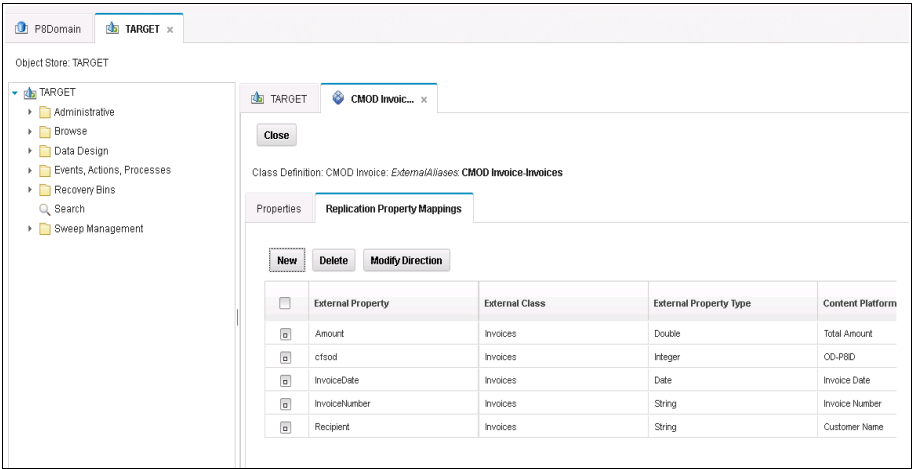 P8Domain TARGET ×
Object Store: TARGET
TARGET
Administrative
Browse
Data Design
Events, Actions, Processes
Recovery Bins
Search
Sweep Management
TARGET CMOD Invoic... ×
Close
Class Definition: CMOD Invoice: ExternalAliases: CMOD Invoice-Invoices
Properties Replication Property Mappings
New Delete Modify Direction
External Property External Class External Property Type Content Platform
Amount Invoices Double Total Amount
cfsod Invoices Integer OD-P8ID
InvoiceDate Invoices Date Invoice Date
InvoiceNumber Invoices String Invoice Number
Recipient Invoices String Customer Name